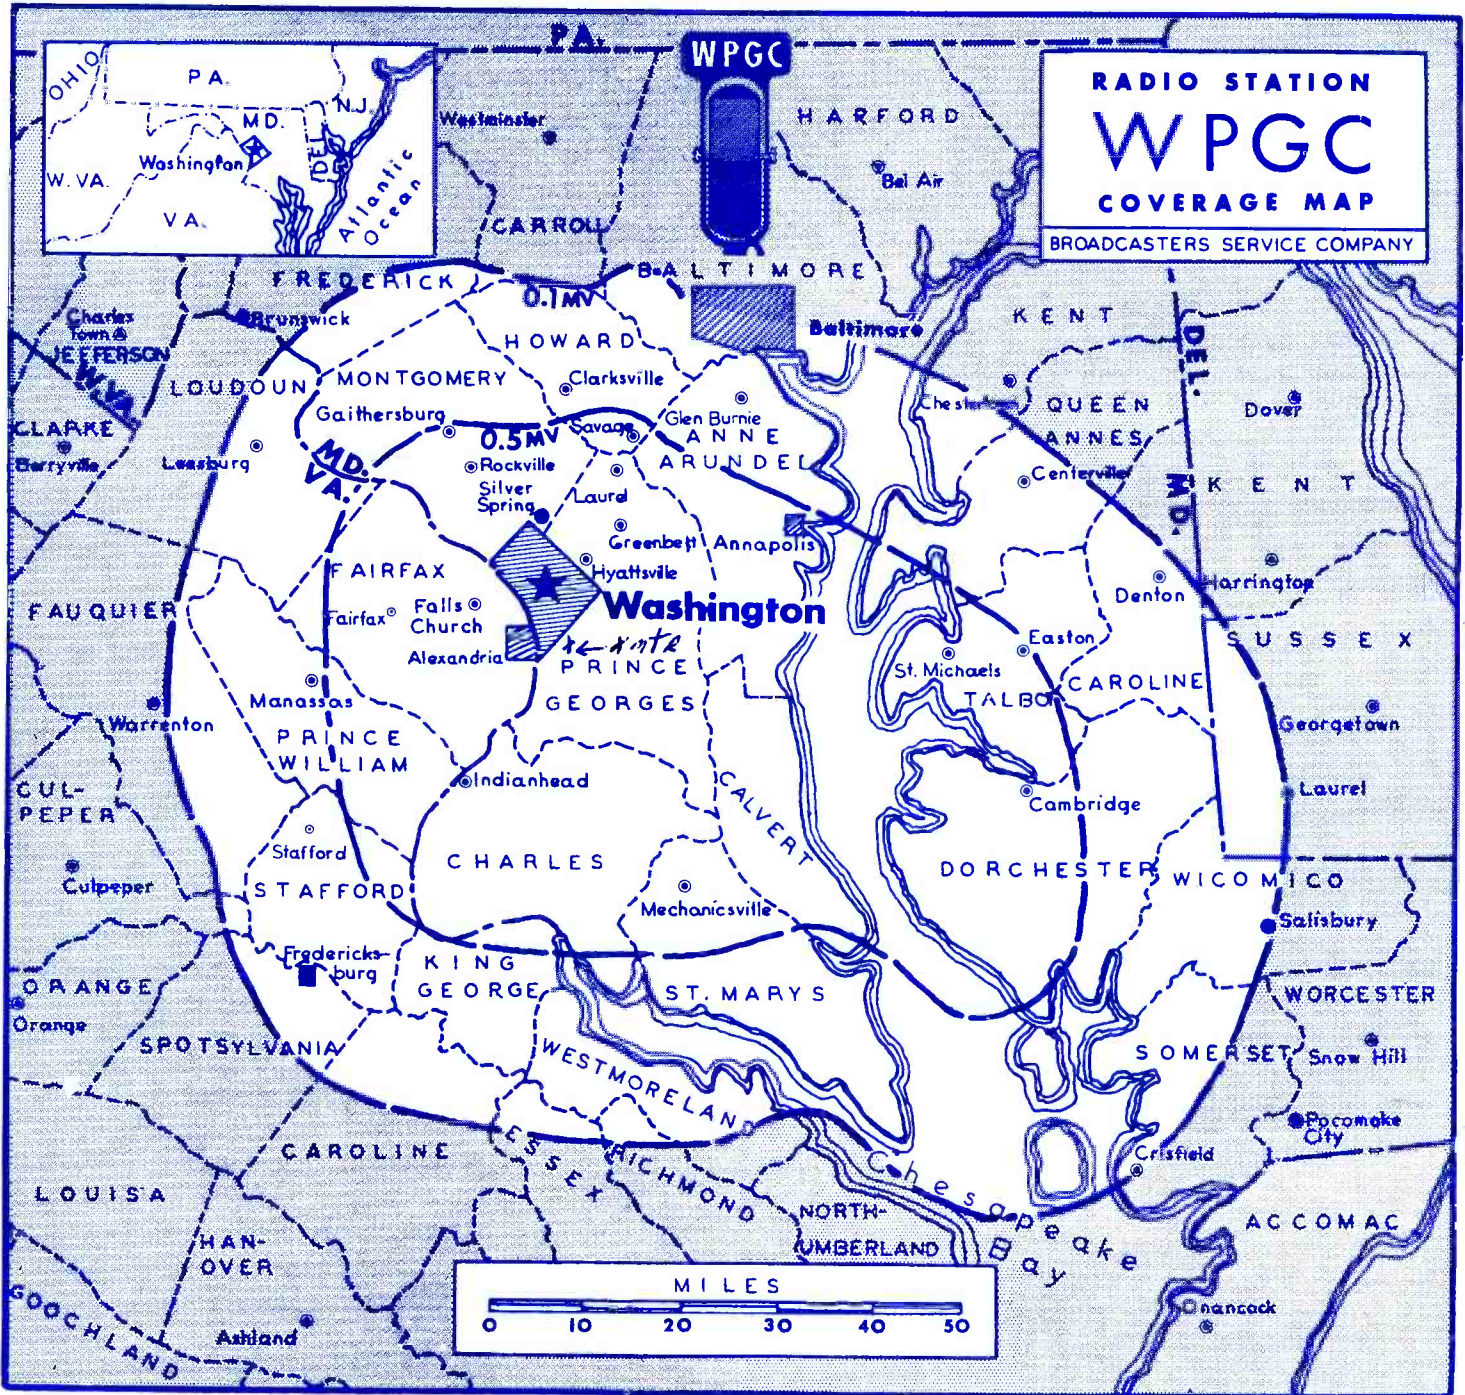 PA.
WPGC
RADIO STATION
WPGC
COVERAGE MAP
BROADCASTERS SERVICE COMPANY
OHIO
PA.
N.J.
MD.
DEL.
Washington
W.VA.
VA.
Atlantic
Ocean
Westminster
HARFORD
Bel Air
CARROLL
FREDERICK
BALTIMORE
0.1MV
Brunswick
Charles
Town
JEFFERSON
W.VA.
HOWARD
Baltimore
KENT
DEL.
LOUDOUN
MONTGOMERY
Clarksville
Gaithersburg
Glen Burnie
QUEEN
ANNES
Dover
CLARKE
Berryville
Leesburg
0.5MV
Savage
ANNE
ARUNDEL
MD.
VA.
Rockville
Silver
Spring
Laurel
Centerville
MD.
KENT
Greenbelt
Annapolis
FAIRFAX
Hyattsville
Denton
Harrington
FAUQUIER
Fairfax
Falls
Church
Washington
SUSSEX
Easton
Alexandria
PRINCE
GEORGES
St. Michaels
TALBO
CAROLINE
Manassas
Warrenton
Georgetown
PRINCE
WILLIAM
Indianhead
CALVERT
Cambridge
Laurel
CUL-
PEPER
Stafford
STAFFORD
CHARLES
DORCHESTER
WICOMICO
Culpeper
Mechanicsville
Salisbury
Fredericks-
burg
KING
GEORGE
ST. MARYS
WORCESTER
ORANGE
Orange
SPOTSYLVANIA
WESTMORELAND
SOMERSET
Snow Hill
Pocomoke
City
CAROLINE
ESSEX
RICHMOND
Crisfield
Chesapeake
Bay
LOUISA
NORTH-
UMBERLAND
ACCOMAC
HAN-
OVER
GOOCHLAND
Ashland
Onancock
MILES
0 10 20 30 40 50